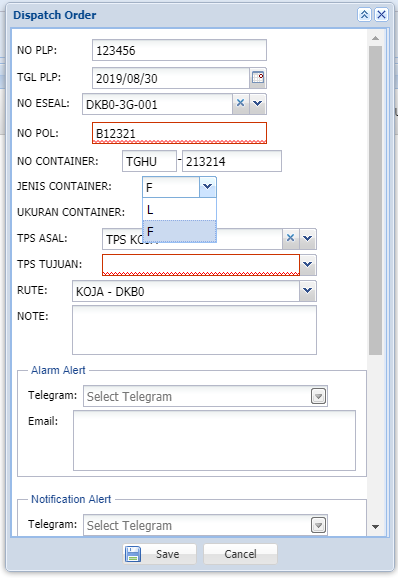 Dispatch Order
NO PLP: 123456
TGL PLP: 2019/08/30
NO ESEAL: DKB0-3G-001
NO POL: B12321
NO CONTAINER: TGHU - 213214
JENIS CONTAINER: F
L
UKURAN CONTAINER:
F
TPS ASAL: TPS KOJA
TPS TUJUAN:
RUTE: KOJA - DKB0
NOTE:
Alarm Alert
Telegram: Select Telegram
Email:
Notification Alert
Telegram: Select Telegram
Save Cancel